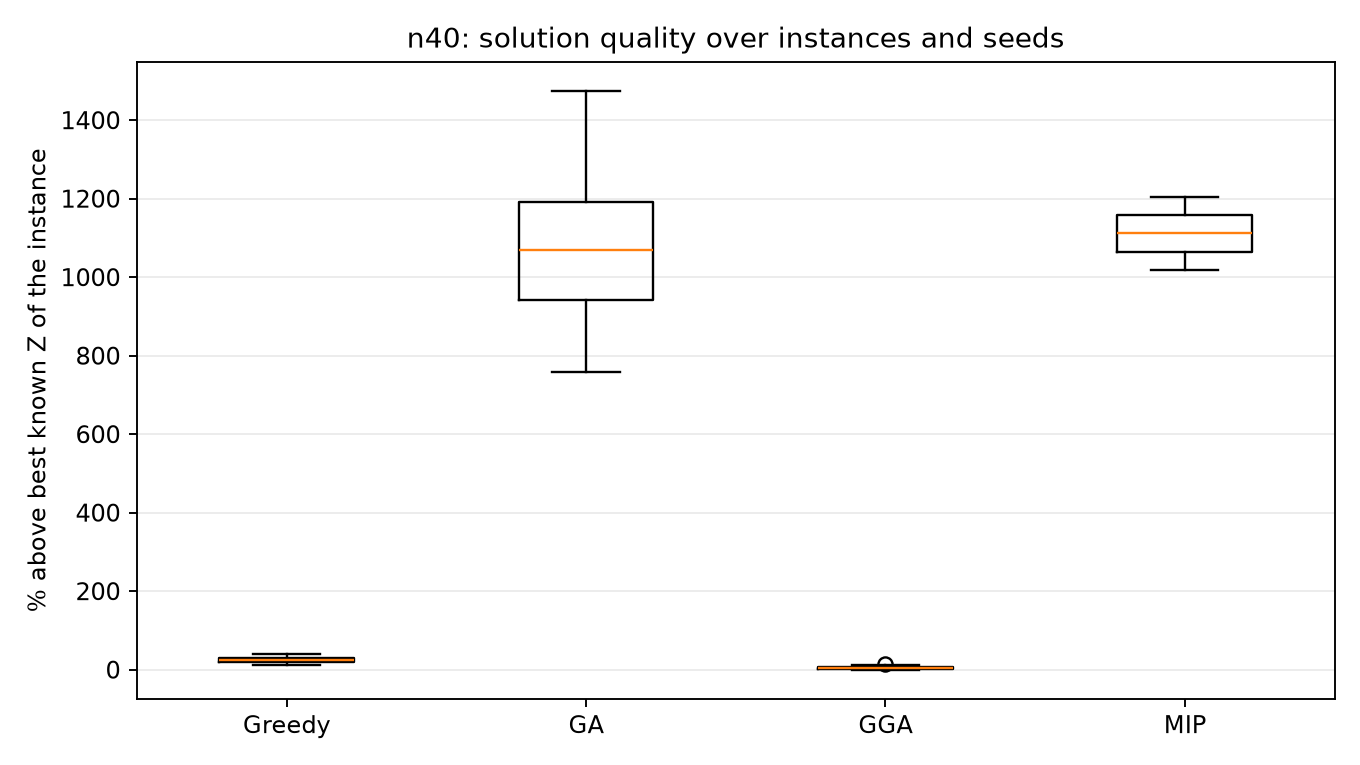 n40: solution quality over instances and seeds
% above best known Z of the instance
1400
1200
1000
800
600
400
200
0
Greedy GA GGA MIP